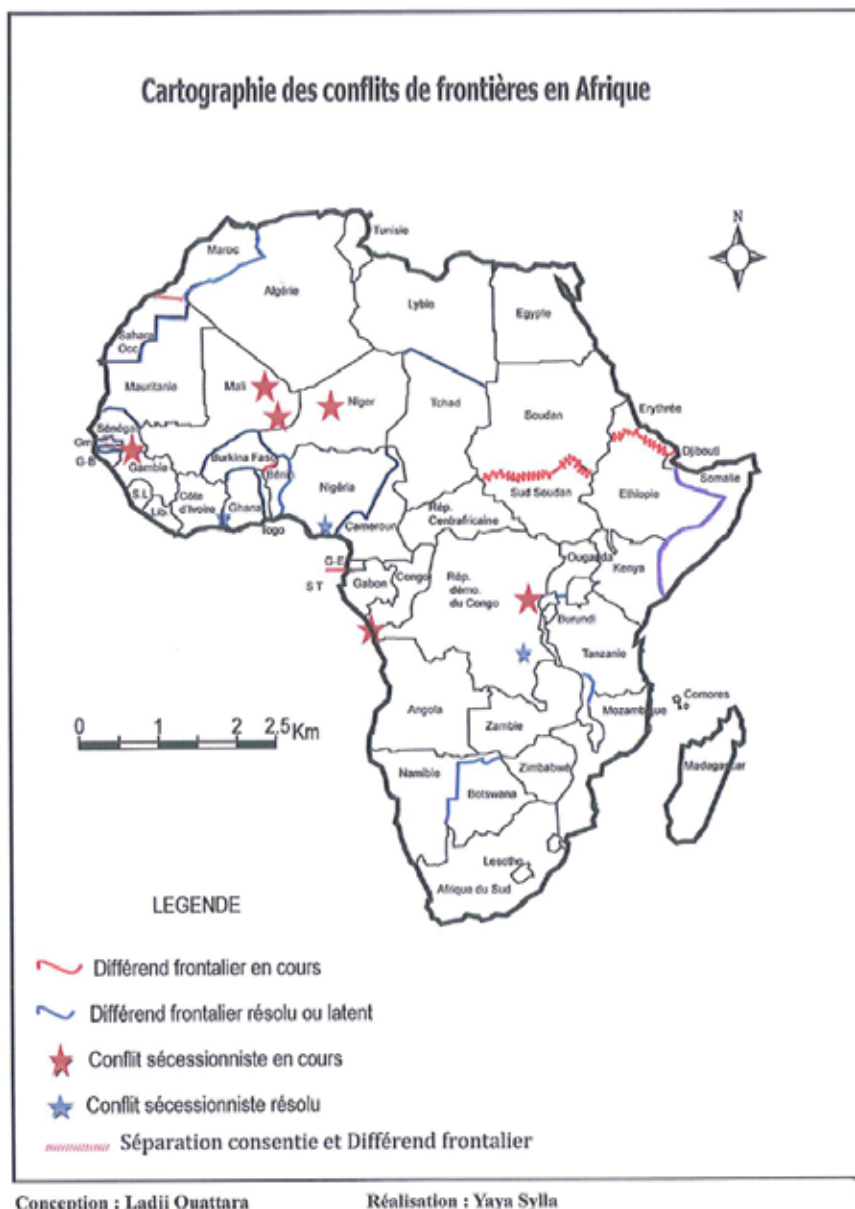 Cartographie des conflits de frontières en Afrique
N
Tunisie
Maroc
Algérie
Lybie
Egypte
Sahara
Occ
Mauritanie
Mali
Niger
Tchad
Soudan
Erythrée
Djibouti
Somalie
Sénégal
Gm
G-B
Gambie
Burkina Faso
Bénin
Nigéria
Sud Soudan
Ethiopie
S.L
Lib.
Côte
d'Ivoire
Ghana
Togo
Cameroun
Rép.
Centrafricaine
G-E
S T
Gabon
Congo
Rép.
démo.
du Congo
Ouganda
Kenya
Burundi
Tanzanie
Comores
Angola
Zambie
Mozambique
Madagascar
Namibie
Zimbabwe
Botswana
Lesotho
Afrique du Sud
0 1 2 2.5 Km
LEGENDE
Différend frontalier en cours
Différend frontalier résolu ou latent
Conflit sécessionniste en cours
Conflit sécessionniste résolu
Séparation consentie et Différend frontalier
Conception : Ladji Ouattara Réalisation : Yaya Sylla